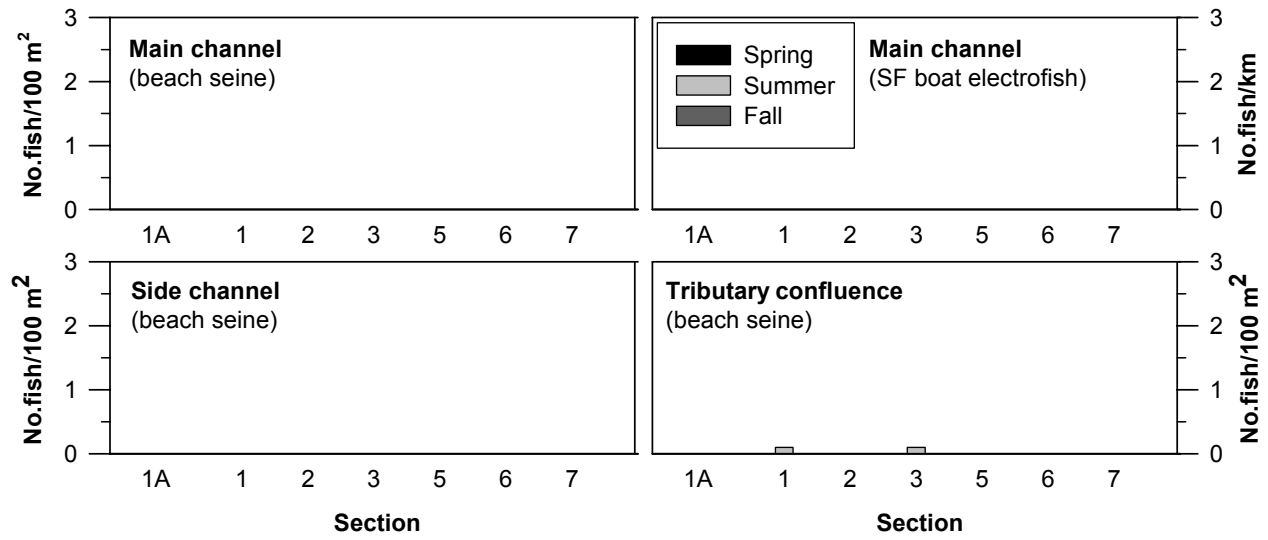 No.fish/100 m²
3
2
1
0
Main channel
(beach seine)
1A 1 2 3 5 6 7
Spring
Summer
Fall
Main channel
(SF boat electrofish)
3
2
1
0
No.fish/km
1A 1 2 3 5 6 7
No.fish/100 m²
3
2
1
0
Side channel
(beach seine)
1A 1 2 3 5 6 7
Section
Tributary confluence
(beach seine)
3
2
1
0
No.fish/100 m²
1A 1 2 3 5 6 7
Section